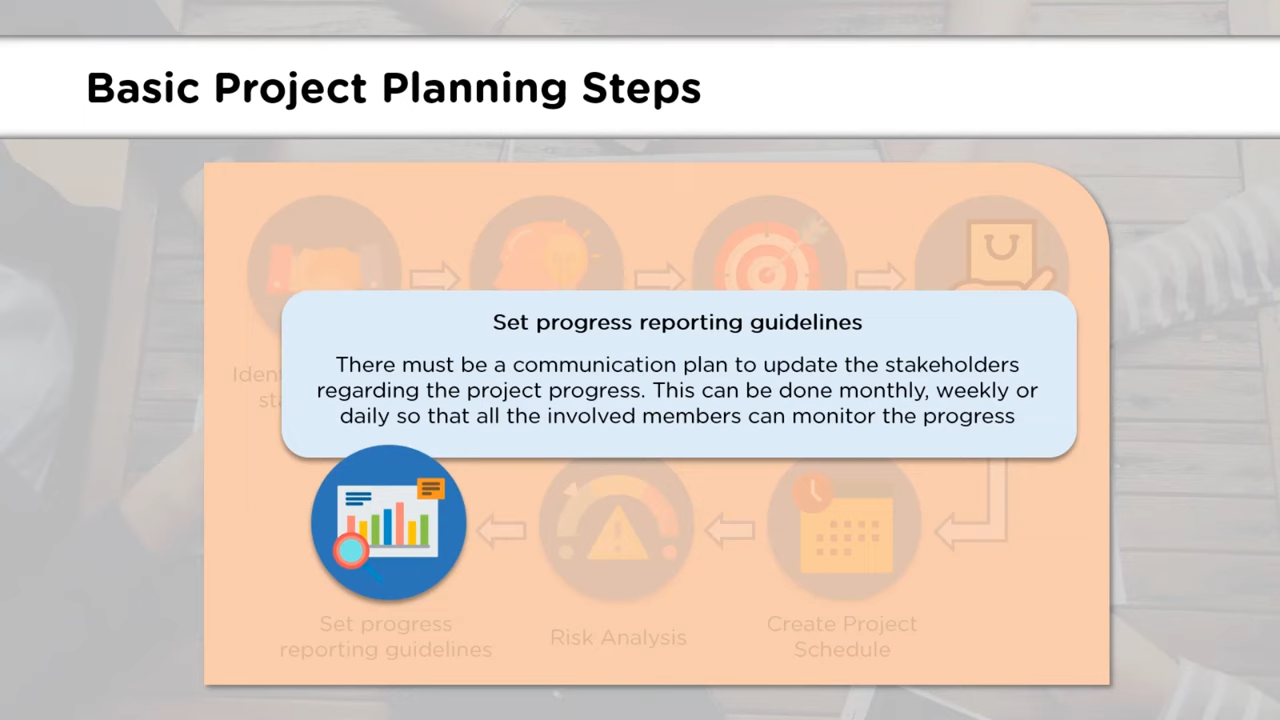 Basic Project Planning Steps
Set progress reporting guidelines
There must be a communication plan to update the stakeholders
regarding the project progress. This can be done monthly, weekly or
daily so that all the involved members can monitor the progress
Set progress
reporting guidelines
Risk Analysis
Create Project
Schedule